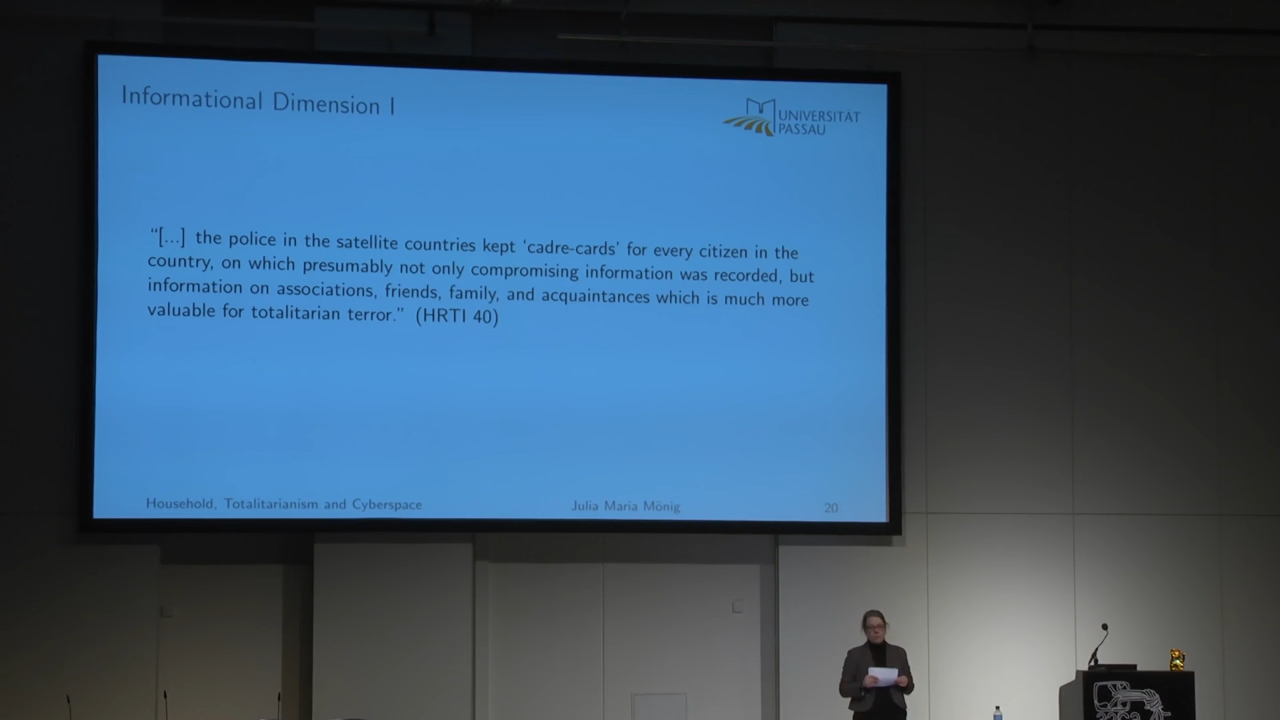 Informational Dimension I
UNIVERSITÄT
PASSAU
“[...] the police in the satellite countries kept ‘cadre-cards’ for every citizen in the
country, on which presumably not only compromising information was recorded, but
information on associations, friends, family, and acquaintances which is much more
valuable for totalitarian terror.” (HRTI 40)
Household, Totalitarianism and Cyberspace Julia Maria Mönig 20